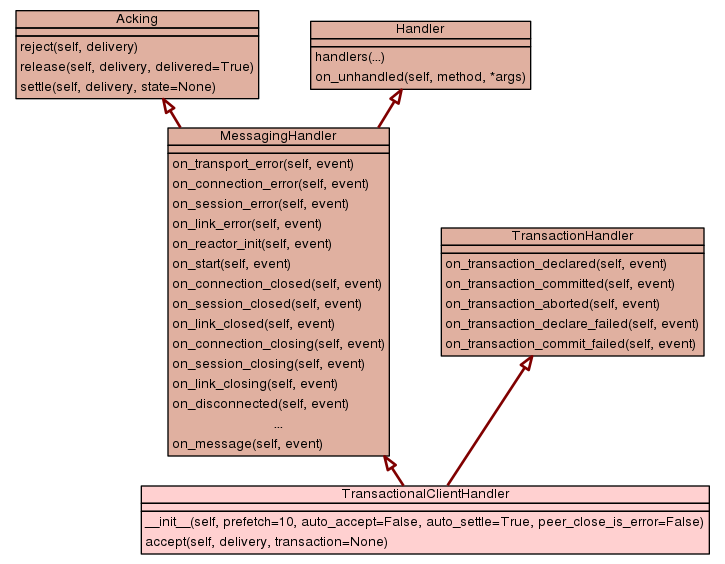 Acking
reject(self, delivery)
release(self, delivery, delivered=True)
settle(self, delivery, state=None)
Handler
handlers(...)
on_unhandled(self, method, *args)
MessagingHandler
on_transport_error(self, event)
on_connection_error(self, event)
on_session_error(self, event)
on_link_error(self, event)
on_reactor_init(self, event)
on_start(self, event)
on_connection_closed(self, event)
on_session_closed(self, event)
on_link_closed(self, event)
on_connection_closing(self, event)
on_session_closing(self, event)
on_link_closing(self, event)
on_disconnected(self, event)
...
on_message(self, event)
TransactionHandler
on_transaction_declared(self, event)
on_transaction_committed(self, event)
on_transaction_aborted(self, event)
on_transaction_declare_failed(self, event)
on_transaction_commit_failed(self, event)
TransactionalClientHandler
__init__(self, prefetch=10, auto_accept=False, auto_settle=True, peer_close_is_error=False)
accept(self, delivery, transaction=None)